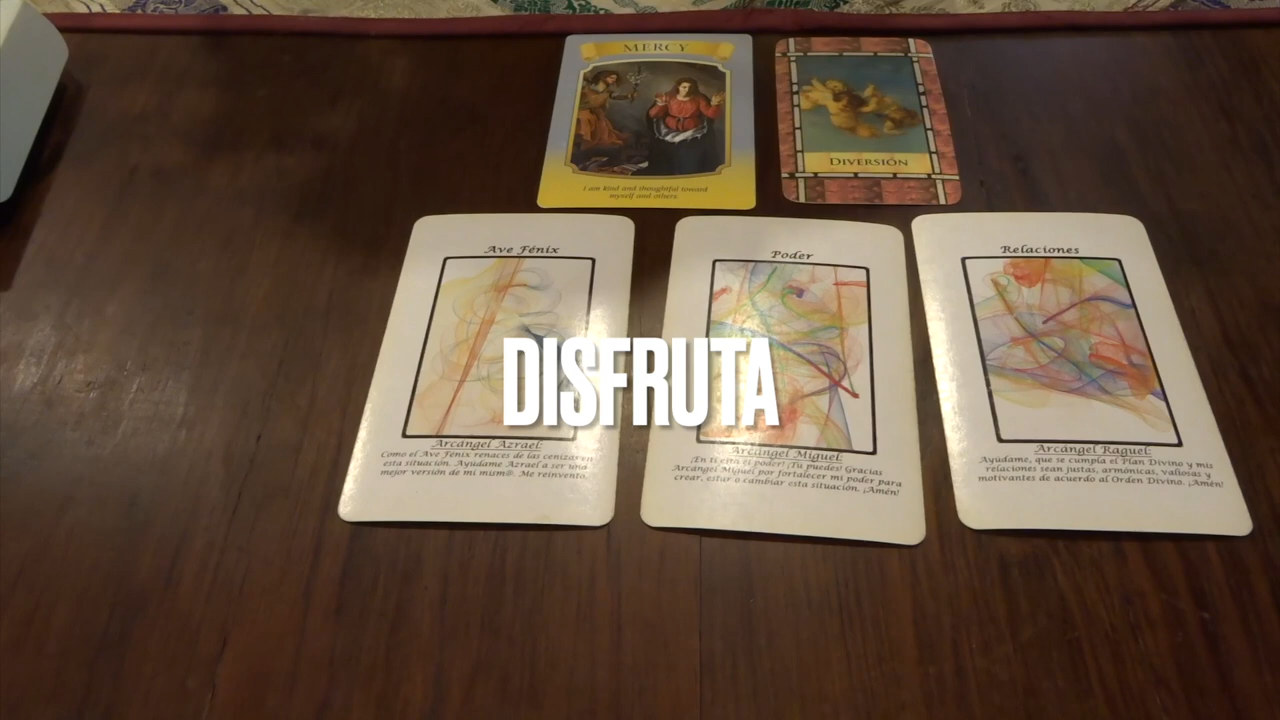 MERCY
I am kind and thoughtful toward
myself and others.
DIVERSIÓN
Ave Fénix
Arcángel Azrael:
Como el Ave Fénix renaces de las cenizas en
esta situación. Ayúdame Azrael a ser una
mejor versión de mi mism@. Me reinvento.
Poder
Arcángel Miguel:
¡En ti está el poder! ¡Tú puedes! Gracias
Arcángel Miguel por fortalecer mi poder para
crear, estar o cambiar esta situación. ¡Amén!
Relaciones
Arcángel Raguel:
Ayúdame, que se cumpla el Plan Divino y mis
relaciones sean justas, armónicas, valiosas y
motivantes de acuerdo al Orden Divino. ¡Amén!
DISFRUTA